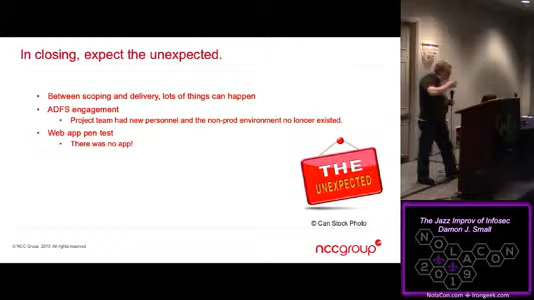 In closing, expect the unexpected.
• Between scoping and delivery, lots of things can happen
• ADFS engagement
• Project team had new personnel and the non-prod environment no longer existed.
• Web app pen test
• There was no app!
THE
UNEXPECTED
© Can Stock Photo
© NCC Group 2019. All rights reserved
nccgroup
The Jazz Improv of Infosec
Damon J. Small
NOLACON
2019
NolaCon.com Irongeek.com